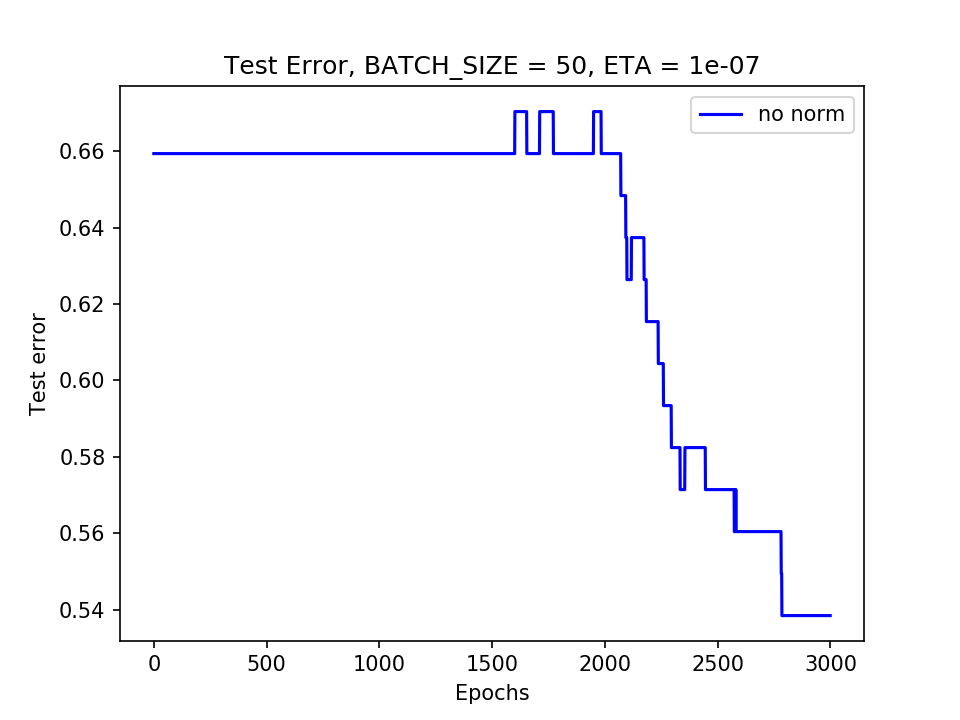 Test Error, BATCH_SIZE = 50, ETA = 1e-07
no norm
0.66
0.64
0.62
0.60
0.58
0.56
0.54
Test error
0 500 1000 1500 2000 2500 3000
Epochs